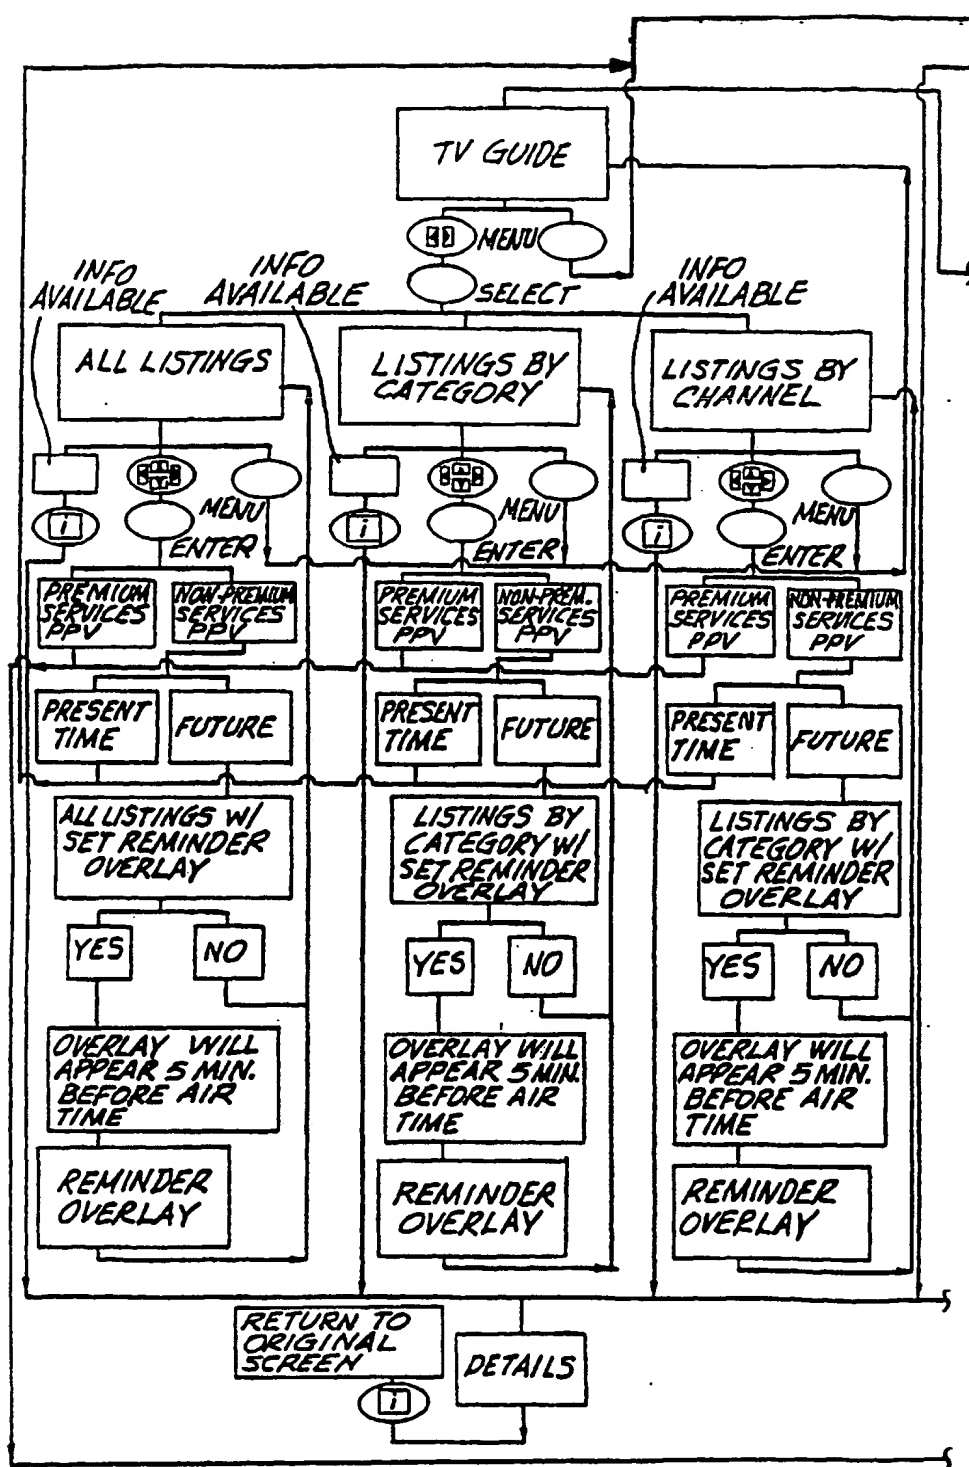 TV GUIDE
MENU
SELECT
INFO
AVAILABLE
INFO
AVAILABLE
INFO
AVAILABLE
ALL LISTINGS
LISTINGS BY
CATEGORY
LISTINGS BY
CHANNEL
i
MENU
ENTER
i
MENU
ENTER
i
MENU
ENTER
PREMIUM
SERVICES
PPV
NON-PREMIUM
SERVICES
PPV
PREMIUM
SERVICES
PPV
NON-PREM.
SERVICES
PPV
PREMIUM
SERVICES
PPV
NON-PREMIUM
SERVICES
PPV
PRESENT
TIME
FUTURE
PRESENT
TIME
FUTURE
PRESENT
TIME
FUTURE
ALL LISTINGS W/
SET REMINDER
OVERLAY
LISTINGS BY
CATEGORY W/
SET REMINDER
OVERLAY
LISTINGS BY
CATEGORY W/
SET REMINDER
OVERLAY
YES
NO
YES
NO
YES
NO
OVERLAY WILL
APPEAR 5 MIN.
BEFORE AIR
TIME
OVERLAY WILL
APPEAR 5 MIN.
BEFORE AIR
TIME
OVERLAY WILL
APPEAR 5 MIN.
BEFORE AIR
TIME
REMINDER
OVERLAY
REMINDER
OVERLAY
REMINDER
OVERLAY
RETURN TO
ORIGINAL
SCREEN
DETAILS
i